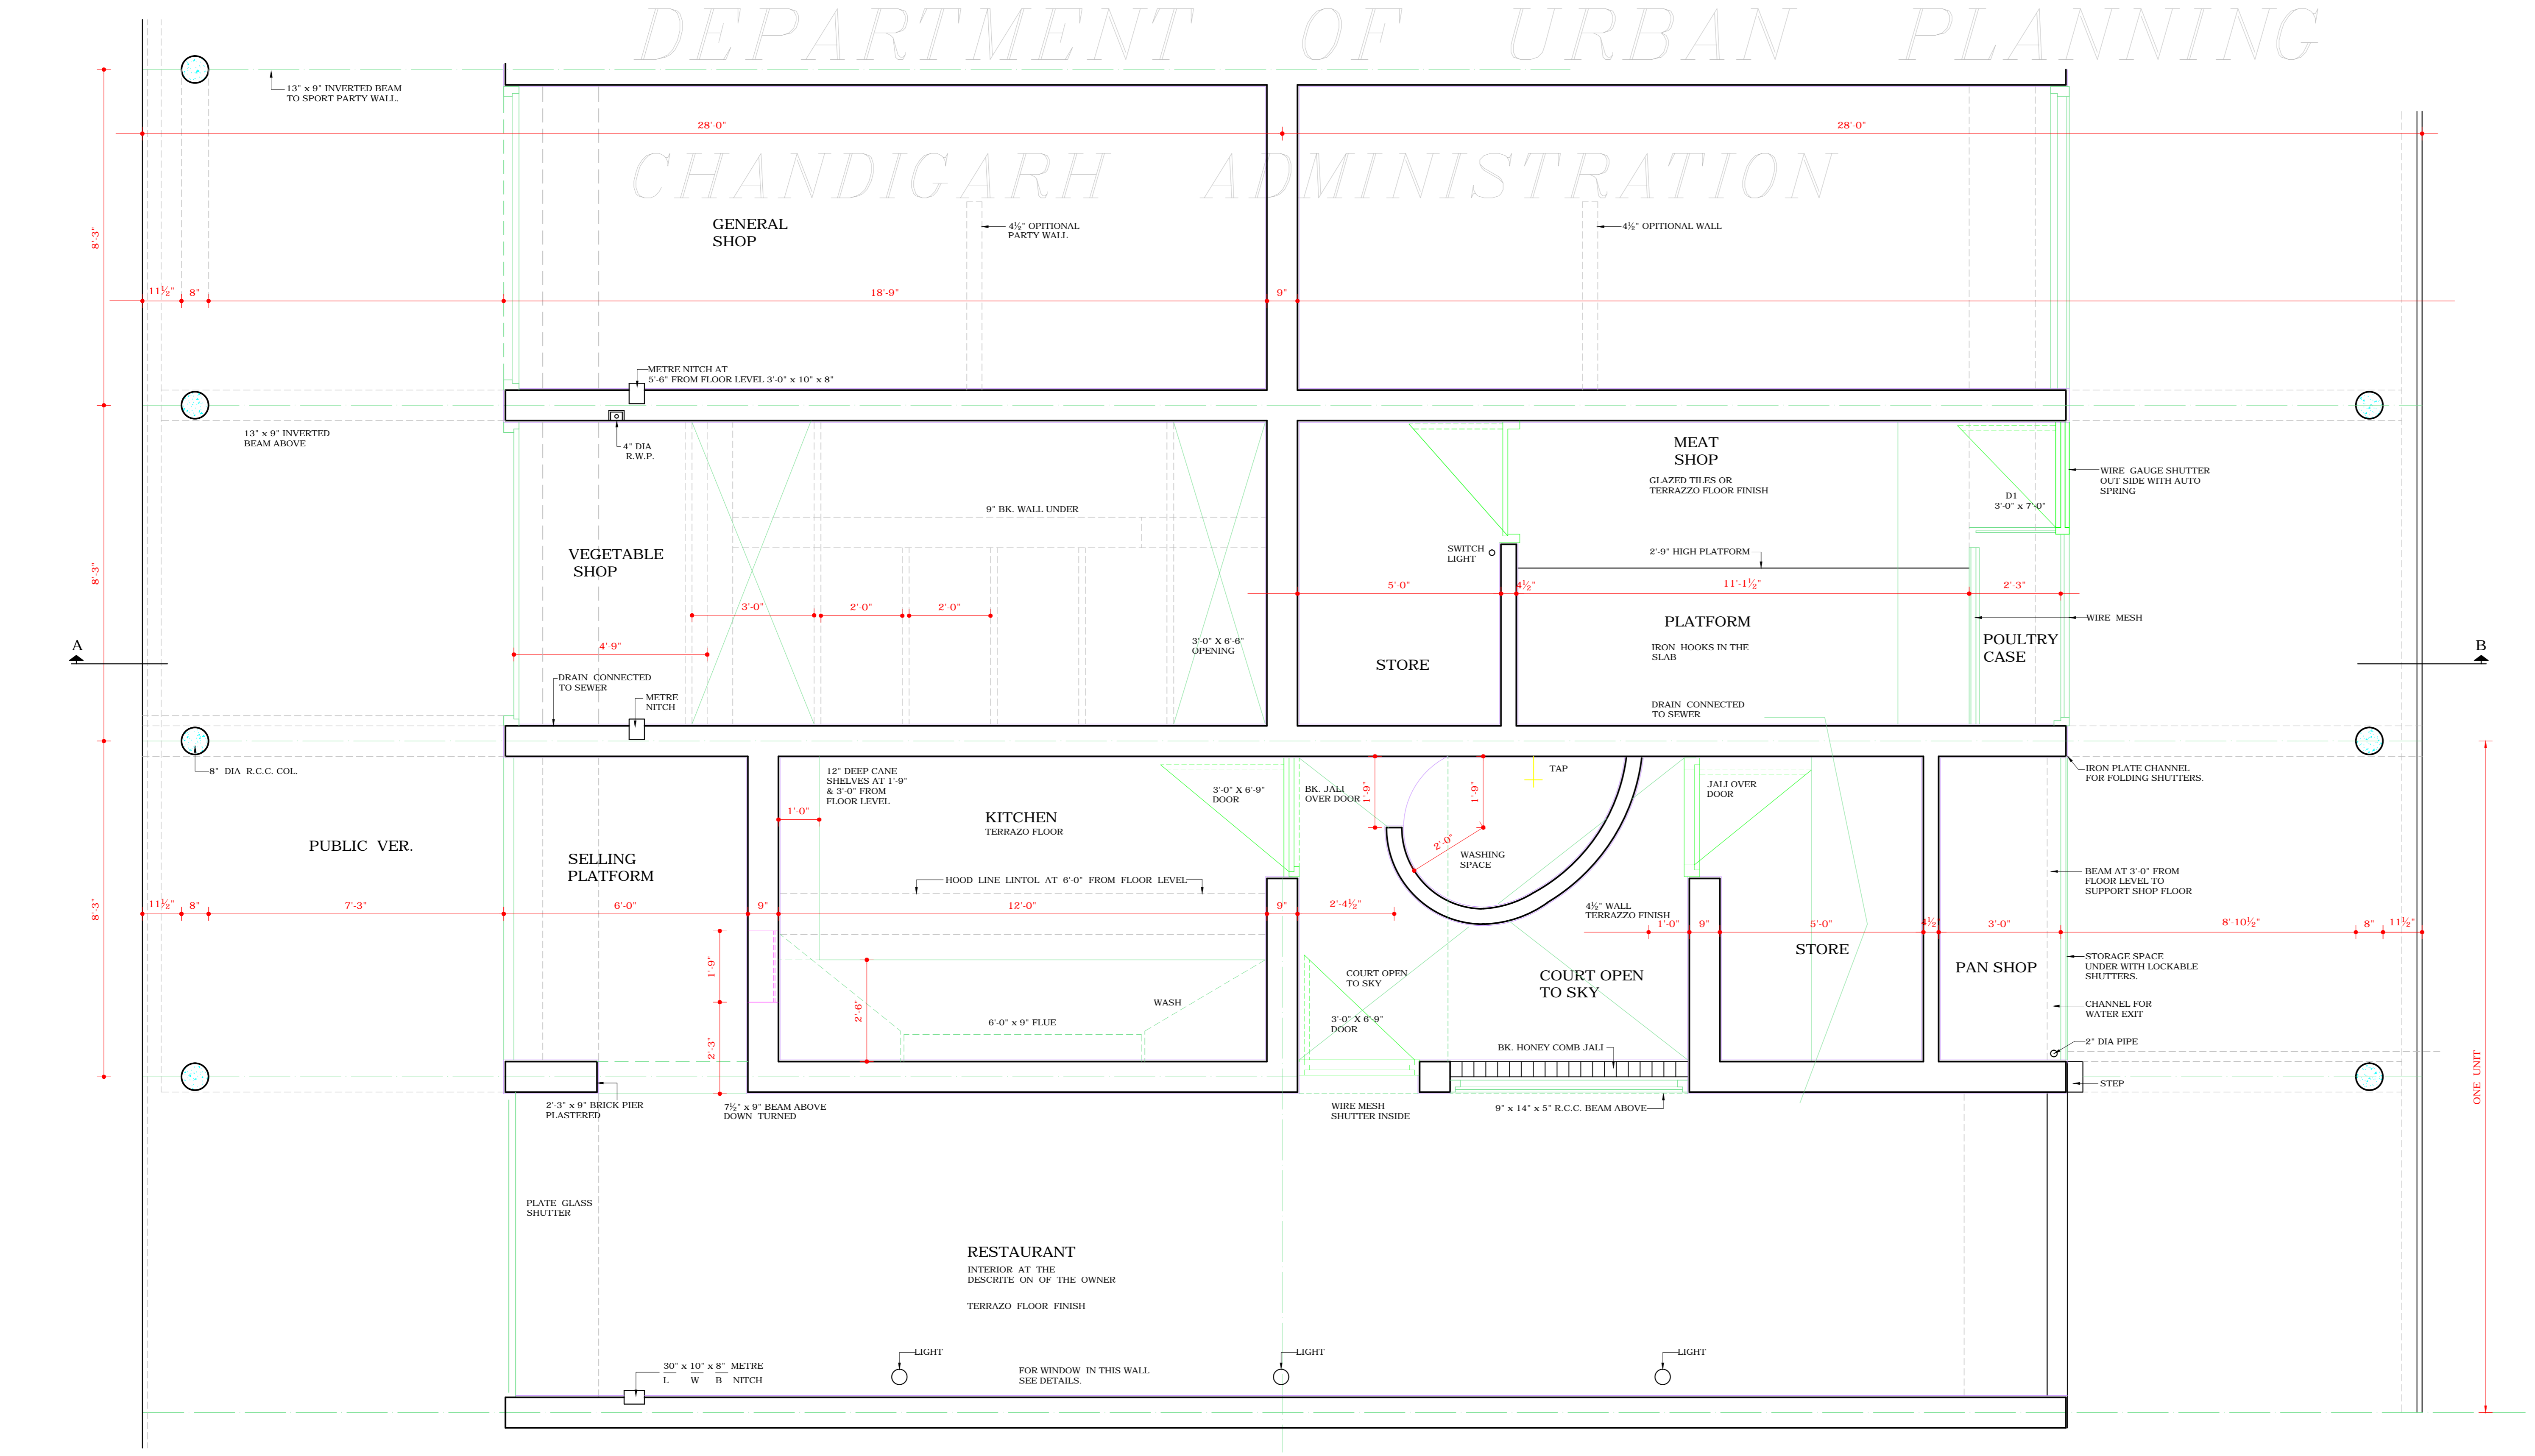 DEPARTMENT OF URBAN PLANNING
CHANDIGARH ADMINISTRATION
13" x 9" INVERTED BEAM
TO SPORT PARTY WALL.
28'-0"
28'-0"
8'-3"
GENERAL
SHOP
4½" OPITIONAL
PARTY WALL
4½" OPITIONAL WALL
11½"
8"
18'-9"
9"
METRE NITCH AT
5'-6" FROM FLOOR LEVEL 3'-0" x 10" x 8"
13" x 9" INVERTED
BEAM ABOVE
4" DIA
R.W.P.
MEAT
SHOP
GLAZED TILES OR
TERRAZZO FLOOR FINISH
WIRE GAUGE SHUTTER
OUT SIDE WITH AUTO
SPRING
D1
3'-0" x 7'-0"
9" BK. WALL UNDER
VEGETABLE
SHOP
SWITCH
LIGHT
2'-9" HIGH PLATFORM
8'-3"
5'-0"
4½"
11'-1½"
2'-3"
3'-0"
2'-0"
2'-0"
PLATFORM
WIRE MESH
A
4'-9"
3'-0" X 6'-6"
OPENING
STORE
IRON HOOKS IN THE
SLAB
POULTRY
CASE
B
DRAIN CONNECTED
TO SEWER
METRE
NITCH
DRAIN CONNECTED
TO SEWER
8" DIA R.C.C. COL.
12" DEEP CANE
SHELVES AT 1'-9"
& 3'-0" FROM
FLOOR LEVEL
3'-0" X 6'-9"
DOOR
BK. JALI
OVER DOOR
1'-9"
1'-9"
TAP
JALI OVER
DOOR
IRON PLATE CHANNEL
FOR FOLDING SHUTTERS.
1'-0"
KITCHEN
TERRAZO FLOOR
PUBLIC VER.
SELLING
PLATFORM
2'-0"
WASHING
SPACE
HOOD LINE LINTOL AT 6'-0" FROM FLOOR LEVEL
BEAM AT 3'-0" FROM
FLOOR LEVEL TO
SUPPORT SHOP FLOOR
8'-3"
11½"
8"
7'-3"
6'-0"
9"
12'-0"
9"
2'-4½"
4½" WALL
TERRAZZO FINISH
1'-0"
9"
5'-0"
4½"
3'-0"
8'-10½"
8"
11½"
STORE
PAN SHOP
1'-9"
COURT OPEN
TO SKY
COURT OPEN
TO SKY
STORAGE SPACE
UNDER WITH LOCKABLE
SHUTTERS.
WASH
2'-6"
6'-0" x 9" FLUE
3'-0" X 6'-9"
DOOR
CHANNEL FOR
WATER EXIT
2'-3"
BK. HONEY COMB JALI
2" DIA PIPE
STEP
ONE UNIT
2'-3" x 9" BRICK PIER
PLASTERED
7½" x 9" BEAM ABOVE
DOWN TURNED
WIRE MESH
SHUTTER INSIDE
9" x 14" x 5" R.C.C. BEAM ABOVE
PLATE GLASS
SHUTTER
RESTAURANT
INTERIOR AT THE
DESCRITE ON OF THE OWNER
TERRAZO FLOOR FINISH
LIGHT
LIGHT
LIGHT
30" x 10" x 8" METRE
L W B NITCH
FOR WINDOW IN THIS WALL
SEE DETAILS.